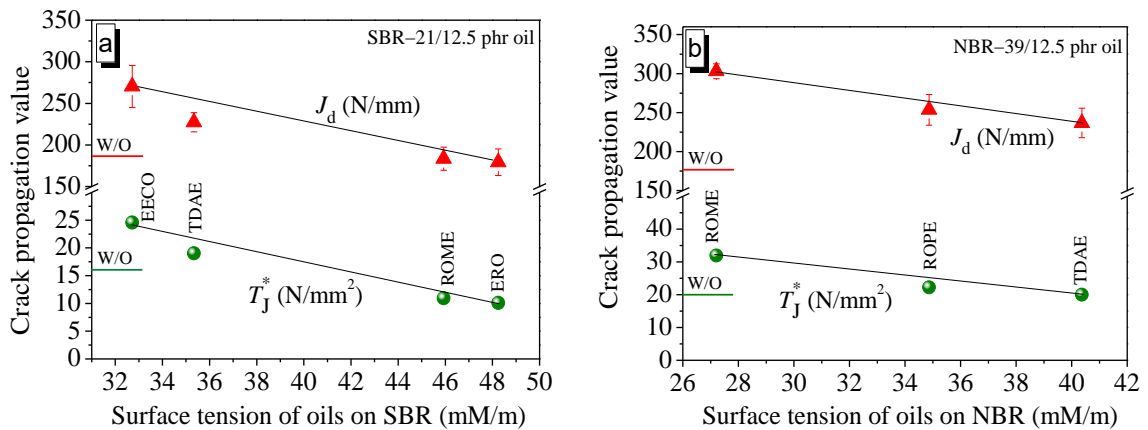 a
SBR–21/12.5 phr oil
Crack propagation value
350
300
250
200
150
25
20
15
10
5
0
J_d (N/mm)
W/O
W/O
EECO
TDAE
ROME
ERO
T_J^* (N/mm²)
32 34 36 38 40 42 44 46 48 50
Surface tension of oils on SBR (mM/m)
b
NBR–39/12.5 phr oil
Crack propagation value
350
300
250
200
150
40
30
20
10
0
J_d (N/mm)
W/O
W/O
ROME
ROPE
TDAE
T_J^* (N/mm²)
26 28 30 32 34 36 38 40 42
Surface tension of oils on NBR (mM/m)